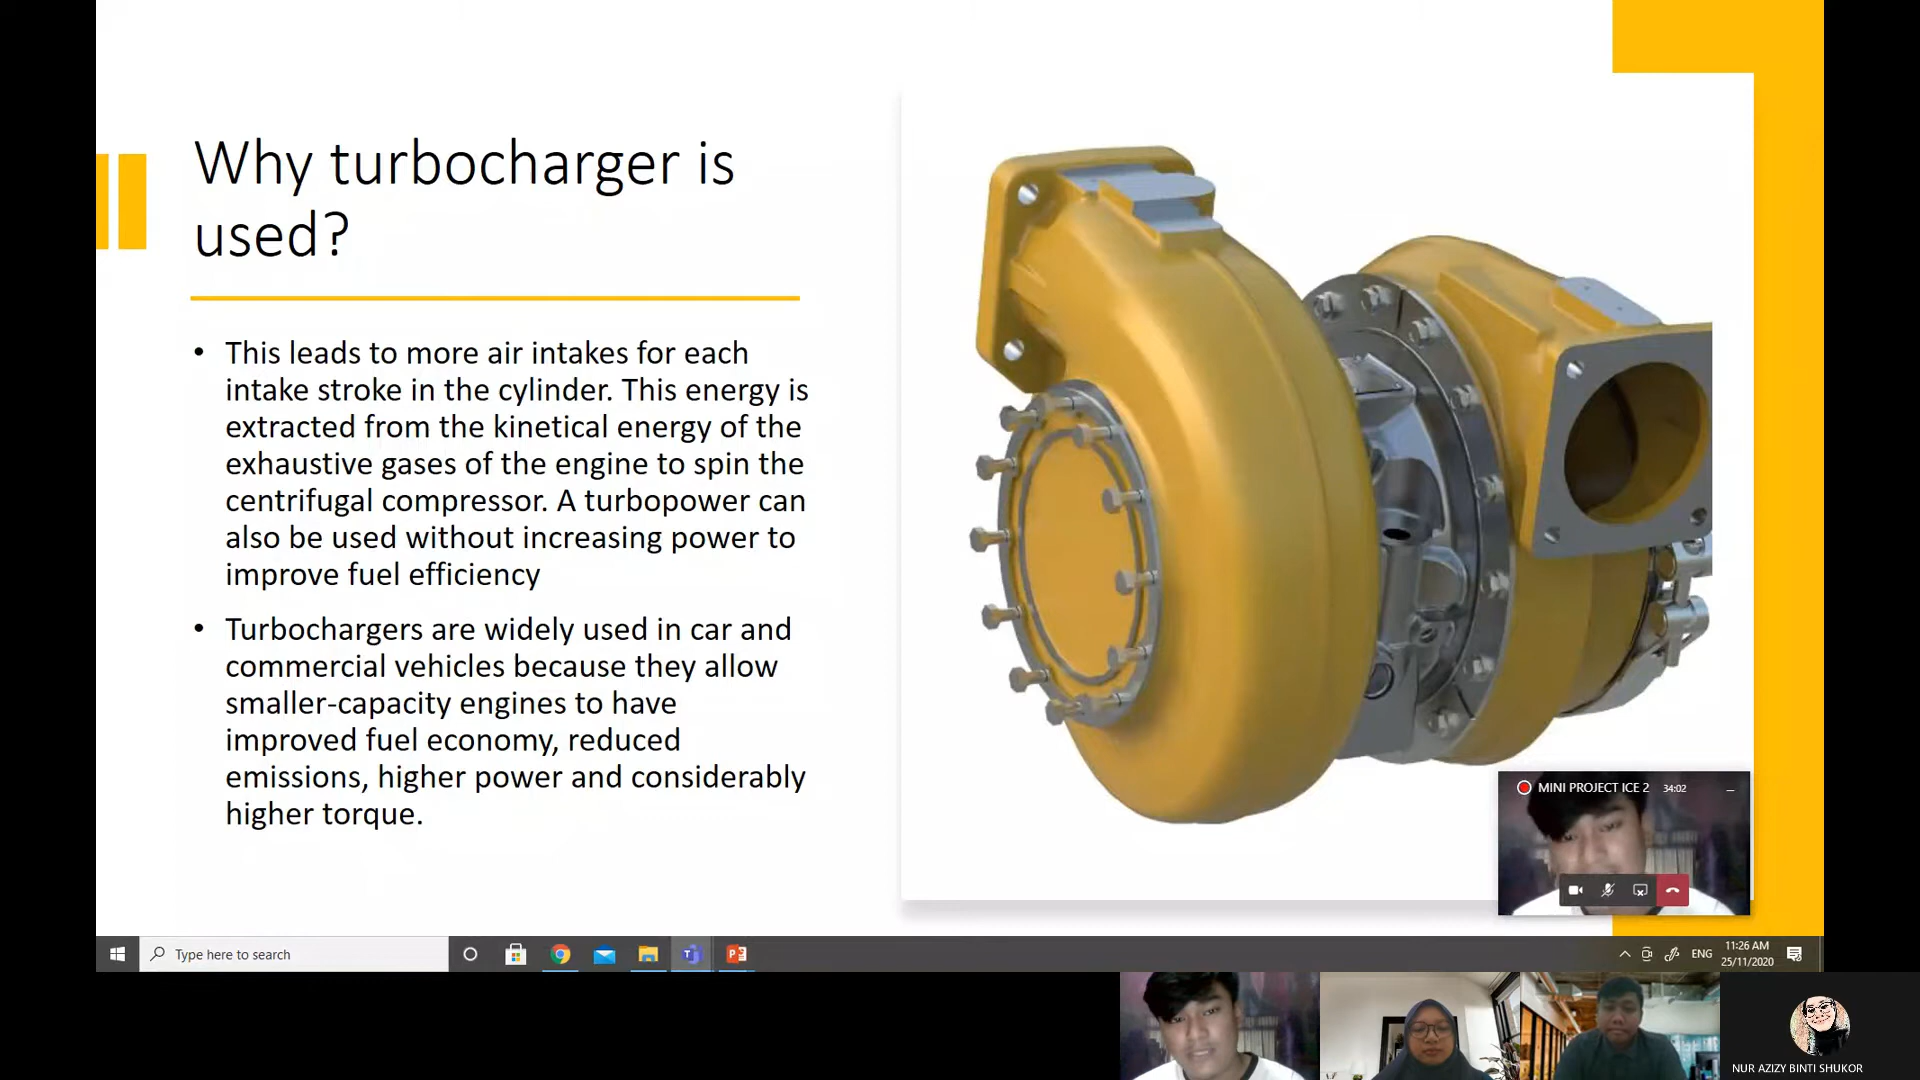 Why turbocharger is
used?
• This leads to more air intakes for each
intake stroke in the cylinder. This energy is
extracted from the kinetical energy of the
exhaustive gases of the engine to spin the
centrifugal compressor. A turbopower can
also be used without increasing power to
improve fuel efficiency
• Turbochargers are widely used in car and
commercial vehicles because they allow
smaller-capacity engines to have
improved fuel economy, reduced
emissions, higher power and considerably
higher torque.
MINI PROJECT ICE 2 34:02
Type here to search
ENG
11:26 AM
25/11/2020
NUR AZIZY BINTI SHUKOR